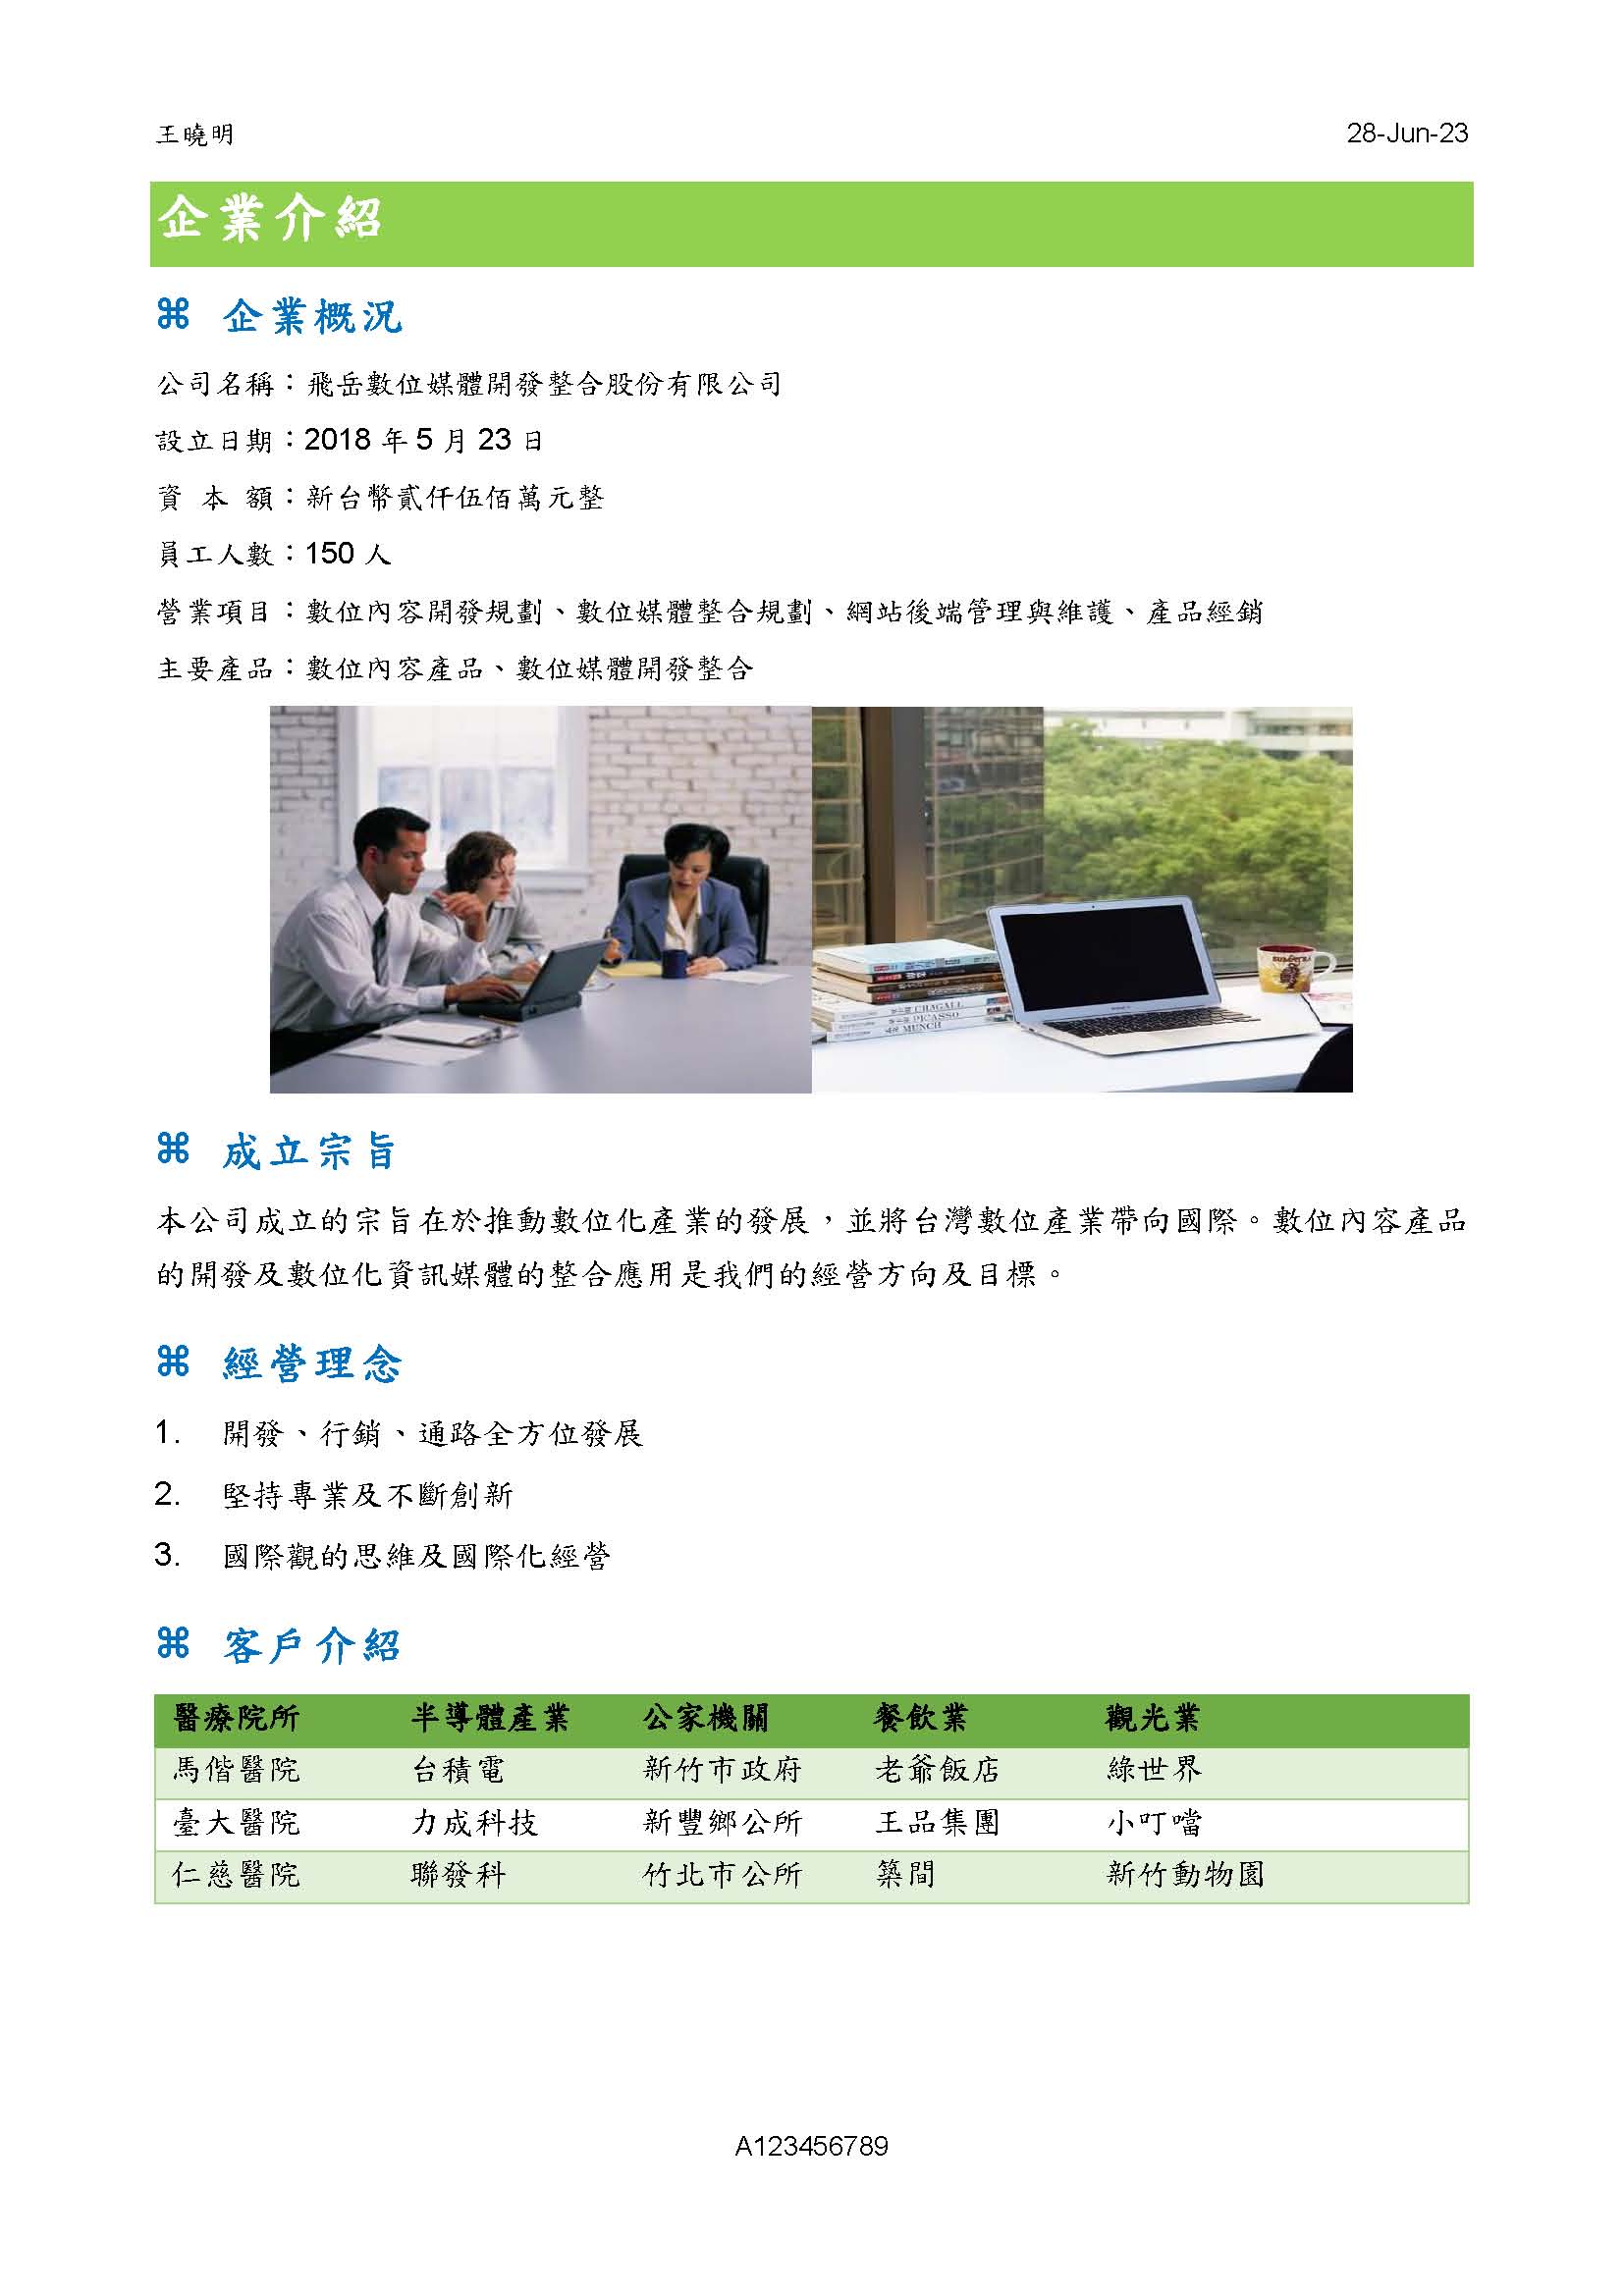 王曉明 28-Jun-23
企業介紹
⌘ 企業概況
公司名稱：飛岳數位媒體開發整合股份有限公司
設立日期：2018 年 5 月 23 日
資 本 額：新台幣貳仟伍佰萬元整
員工人數：150 人
營業項目：數位內容開發規劃、數位媒體整合規劃、網站後端管理與維護、產品經銷
主要產品：數位內容產品、數位媒體開發整合
CHAGALL
PICASSO
MUNCH
⌘ 成立宗旨
本公司成立的宗旨在於推動數位化產業的發展，並將台灣數位產業帶向國際。數位內容產品
的開發及數位化資訊媒體的整合應用是我們的經營方向及目標。
⌘ 經營理念
1. 開發、行銷、通路全方位發展
2. 堅持專業及不斷創新
3. 國際觀的思維及國際化經營
⌘ 客戶介紹
醫療院所 半導體產業 公家機關 餐飲業 觀光業
馬偕醫院 台積電 新竹市政府 老爺飯店 綠世界
臺大醫院 力成科技 新豐鄉公所 王品集團 小叮噹
仁慈醫院 聯發科 竹北市公所 築間 新竹動物園
A123456789